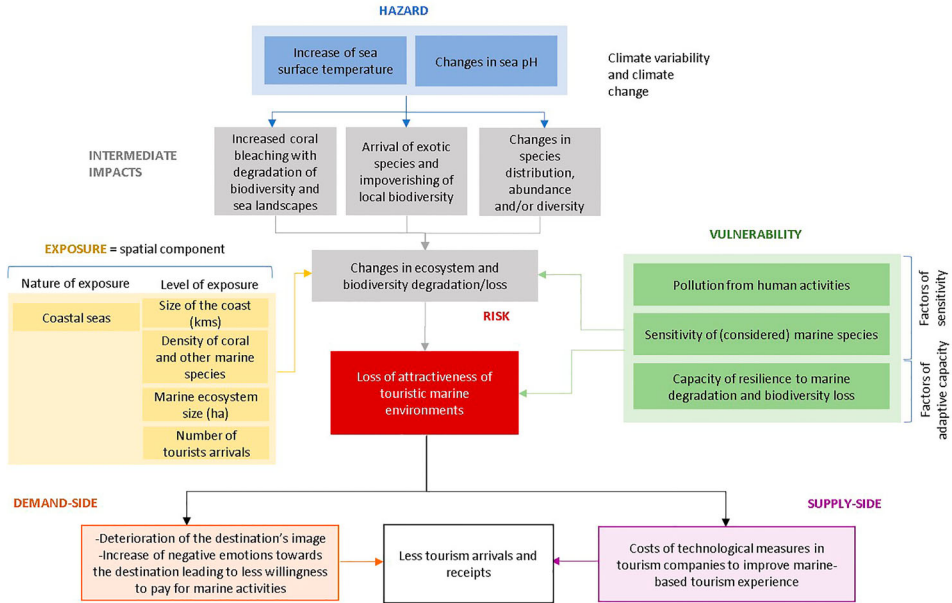 HAZARD
Increase of sea
surface temperature
Changes in sea pH
Climate variability
and climate
change
INTERMEDIATE
IMPACTS
Increased coral
bleaching with
degradation of
biodiversity and
sea landscapes
Arrival of exotic
species and
impoverishing of
local biodiversity
Changes in
species
distribution,
abundance
and/or diversity
EXPOSURE = spatial component
Nature of exposure
Level of exposure
Coastal seas
Size of the coast
(kms)
Density of coral
and other marine
species
Marine ecosystem
size (ha)
Number of
tourists arrivals
Changes in ecosystem and
biodiversity degradation/loss
VULNERABILITY
Pollution from human activities
Sensitivity of (considered) marine species
Capacity of resilience to marine
degradation and biodiversity loss
Factors of
sensitivity
Factors of
adaptive capacity
RISK
Loss of attractiveness of
touristic marine
environments
DEMAND-SIDE
-Deterioration of the destination's image
-Increase of negative emotions towards
the destination leading to less willingness
to pay for marine activities
Less tourism arrivals and
receipts
SUPPLY-SIDE
Costs of technological measures in
tourism companies to improve marine-
based tourism experience